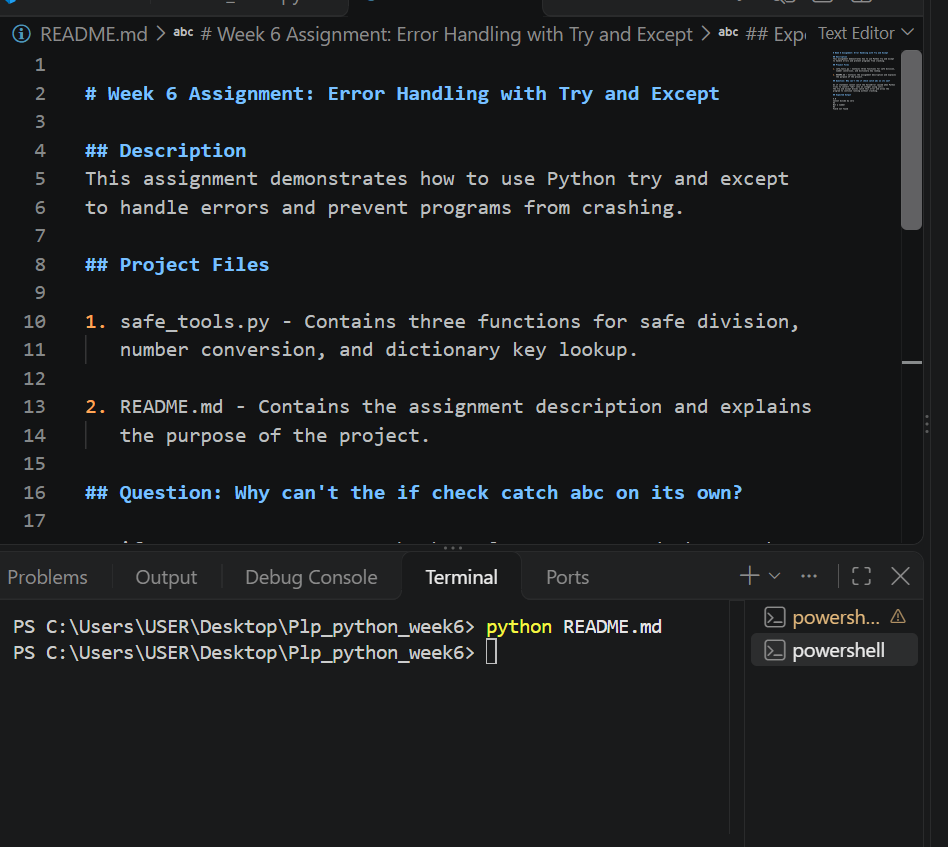 README.md > abc # Week 6 Assignment: Error Handling with Try and Except > abc ## Exp Text Editor
1
2 # Week 6 Assignment: Error Handling with Try and Except
3
4 ## Description
5 This assignment demonstrates how to use Python try and except
6 to handle errors and prevent programs from crashing.
7
8 ## Project Files
9
10 1. safe_tools.py - Contains three functions for safe division,
11 number conversion, and dictionary key lookup.
12
13 2. README.md - Contains the assignment description and explains
14 the purpose of the project.
15
16 ## Question: Why can't the if check catch abc on its own?
17
Problems Output Debug Console Terminal Ports
PS C:\Users\USER\Desktop\Plp_python_week6> python README.md
PS C:\Users\USER\Desktop\Plp_python_week6>
powersh...
powershell